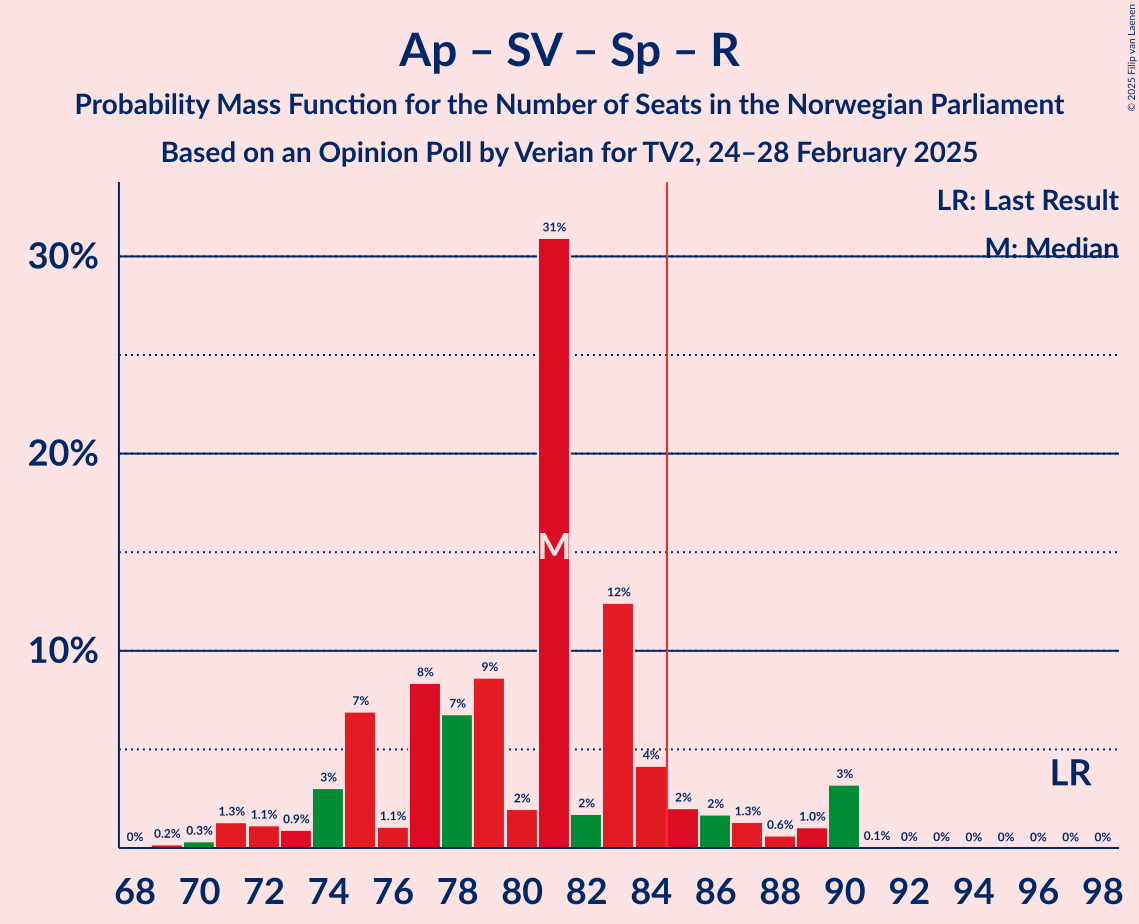 Ap – SV – Sp – R
Probability Mass Function for the Number of Seats in the Norwegian Parliament
Based on an Opinion Poll by Verian for TV2, 24–28 February 2025
© 2025 Filip van Laenen
LR: Last Result
M: Median
30%
20%
10%
0% 0.2% 0.3% 1.3% 1.1% 0.9% 3% 7% 1.1% 8% 7% 9% 2% 31% 2% 12% 4% 2% 2% 1.3% 0.6% 1.0% 3% 0.1% 0% 0% 0% 0% 0% 0% 0%
M
LR
68 70 72 74 76 78 80 82 84 86 88 90 92 94 96 98